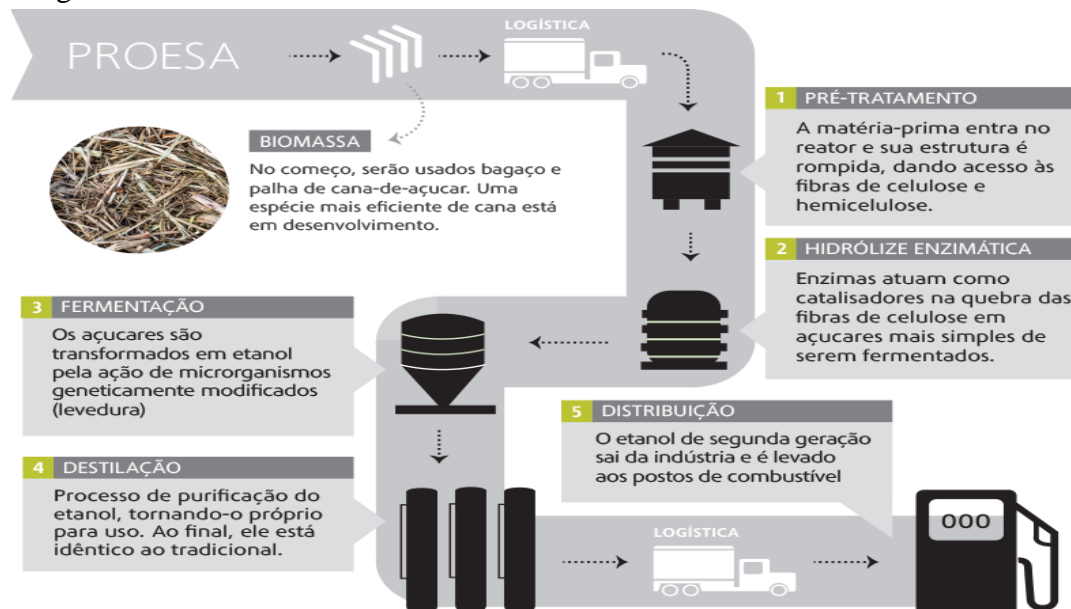 PROESA
LOGÍSTICA
BIOMASSA
No começo, serão usados bagaço e
palha de cana-de-açucar. Uma
espécie mais eficiente de cana está
em desenvolvimento.
1 PRÉ-TRATAMENTO
A matéria-prima entra no
reator e sua estrutura é
rompida, dando acesso às
fibras de celulose e
hemicelulose.
2 HIDRÓLIZE ENZIMÁTICA
Enzimas atuam como
catalisadores na quebra das
fibras de celulose em
açucares mais simples de
serem fermentados.
3 FERMENTAÇÃO
Os açucares são
transformados em etanol
pela ação de microrganismos
geneticamente modificados
(levedura)
4 DESTILAÇÃO
Processo de purificação do
etanol, tornando-o próprio
para uso. Ao final, ele está
idêntico ao tradicional.
5 DISTRIBUIÇÃO
O etanol de segunda geração
sai da indústria e é levado
aos postos de combustível
LOGÍSTICA
000